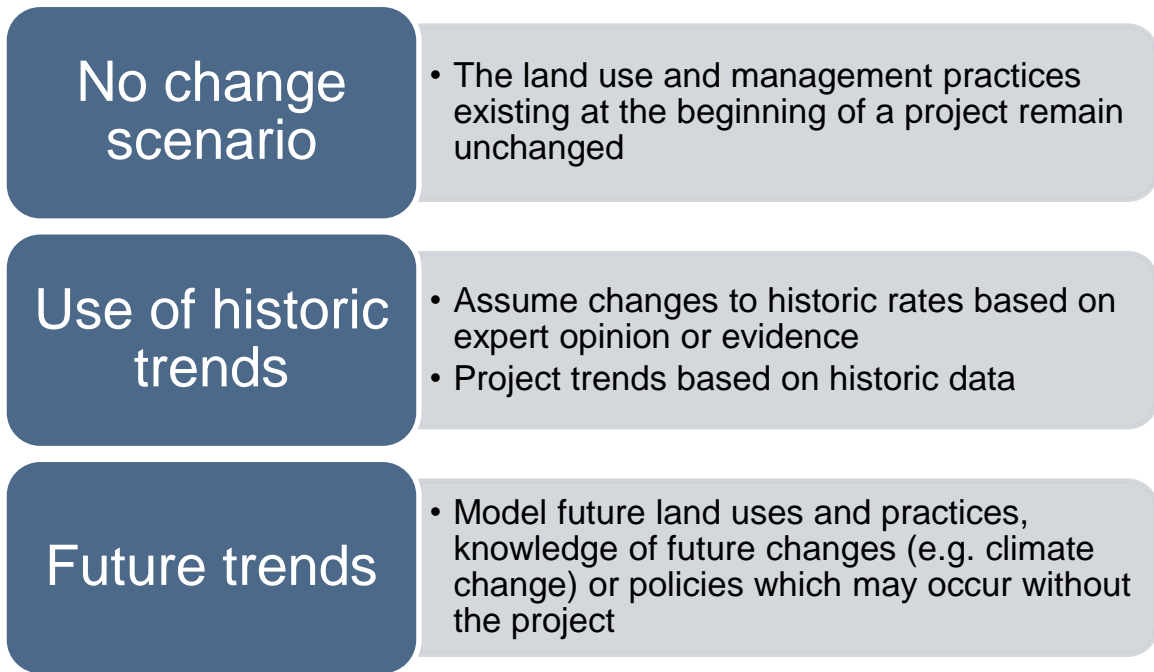 No change
scenario
• The land use and management practices
existing at the beginning of a project remain
unchanged
Use of historic
trends
• Assume changes to historic rates based on
expert opinion or evidence
• Project trends based on historic data
Future trends
• Model future land uses and practices,
knowledge of future changes (e.g. climate
change) or policies which may occur without
the project